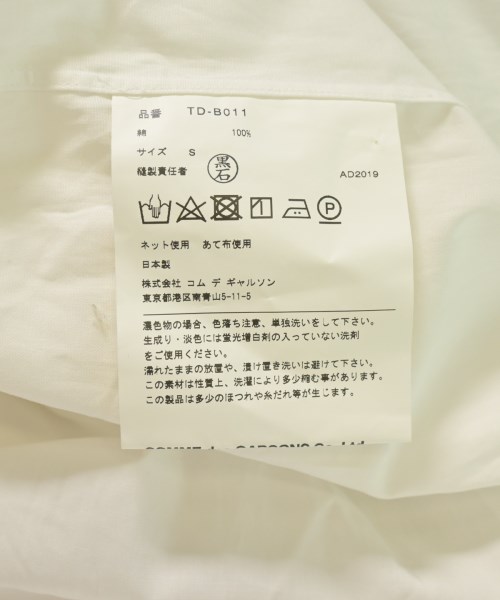 品番 TD-B011
綿 100%
サイズ S
縫製責任者 黒石
AD2019
ネット使用 あて布使用
日本製
株式会社 コム デ ギャルソン
東京都港区南青山5-11-5
濃色物の場合、色落ち注意、単独洗いをして下さい。
生成り・淡色には蛍光増白剤の入っていない洗剤
をご使用ください。
濡れたままの放置や、漬け置き洗いは避けて下さい。
この素材は性質上、洗濯により多少縮む事があります。
この製品は多少のほつれや糸だれ等が生じます。
COMME des GARCONS Co.,Ltd.